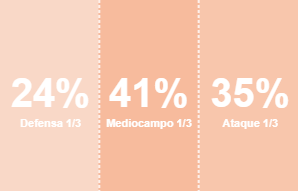 24% 41% 35%
Defensa 1/3 Mediocampo 1/3 Ataque 1/3